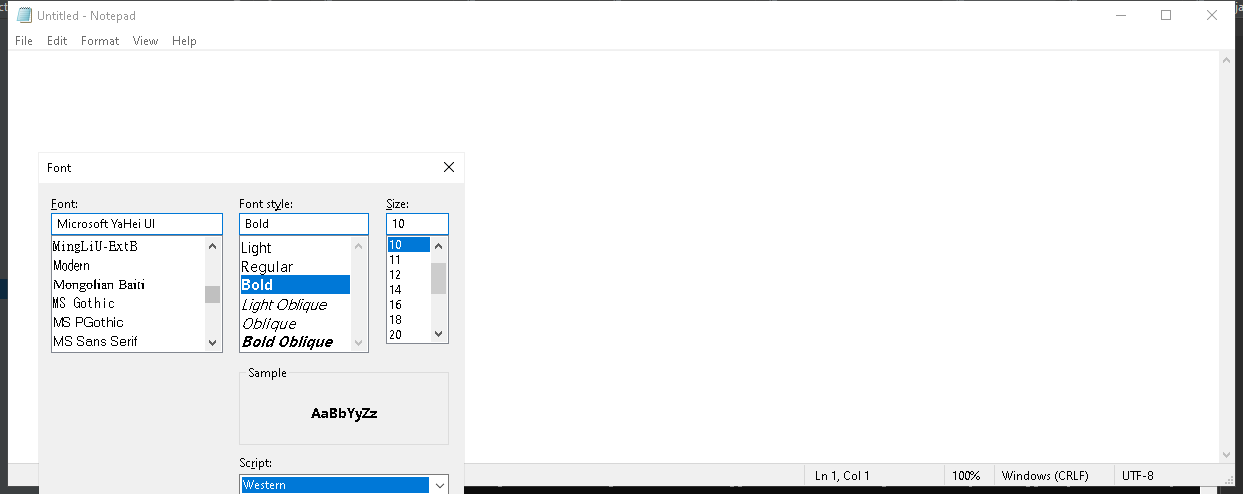 Untitled - Notepad
File Edit Format View Help
Font
Font: Font style: Size:
Microsoft YaHei UI Bold 10
MingLiU-ExtB
Modern
Mongolian Baiti
MS Gothic
MS PGothic
MS Sans Serif
Light
Regular
Bold
Light Oblique
Oblique
Bold Oblique
10
11
12
14
16
18
20
Sample
AaBbYyZz
Script:
Western
Ln 1, Col 1 100% Windows (CRLF) UTF-8